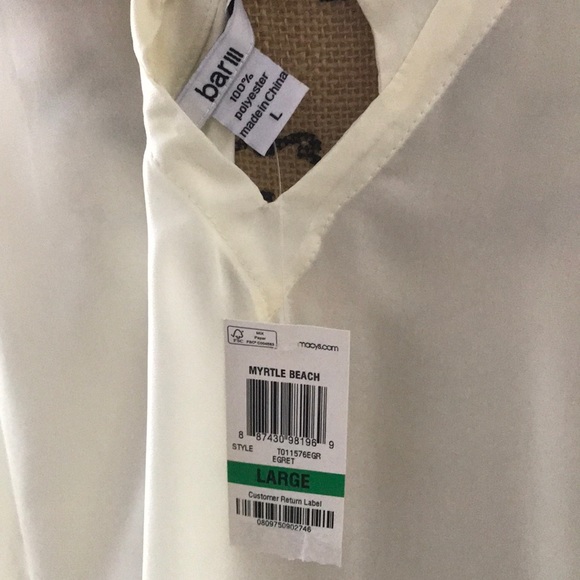 bar III
100%
polyester
made in China
L
FSC
MIX
Paper
macys.com
MYRTLE BEACH
8 87430 98196 9
STYLE T011576EGR
EGRET
LARGE
Customer Return Label
0809750902746